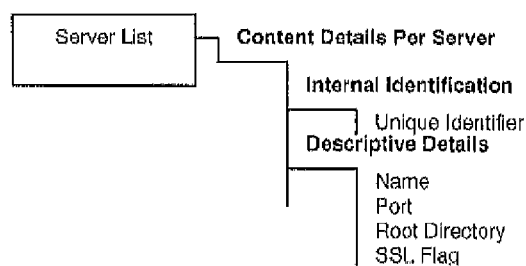 Server List
Content Details Per Server
Internal Identification
Unique Identifier
Descriptive Details
Name
Port
Root Directory
SSL Flag